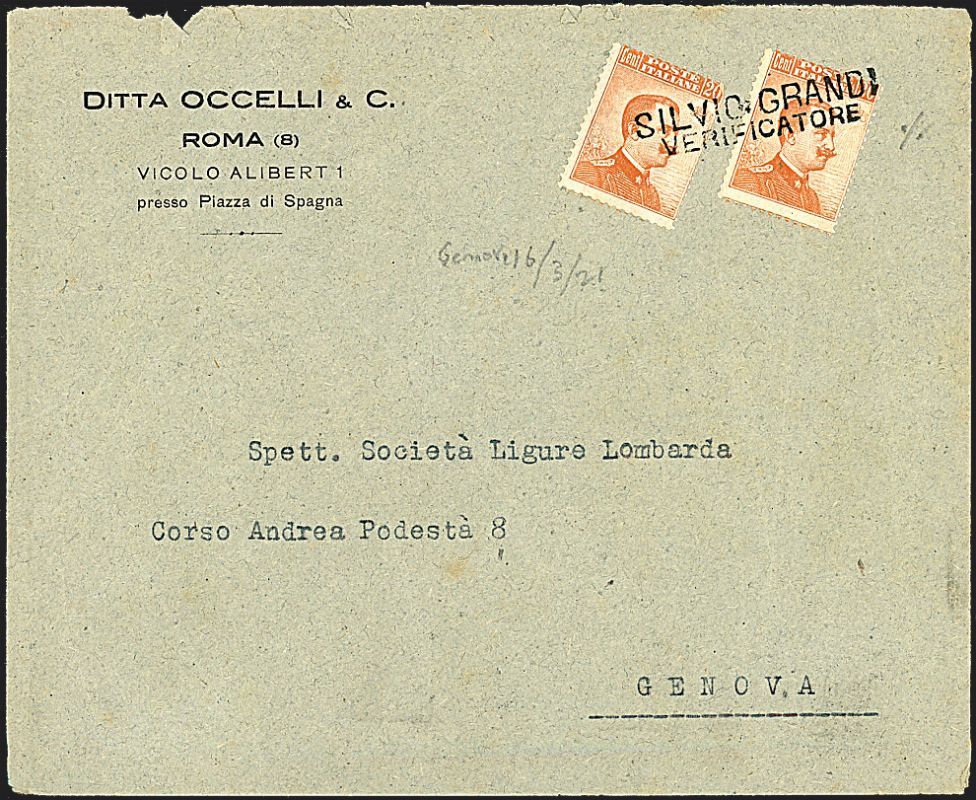 DITTA OCCELLI & C.
ROMA (8)
VICOLO ALIBERT 1
presso Piazza di Spagna
Cent POSTE ITALIANE 20
Cent POSTE ITALIANE
SILVIO GRANDI
VERIFICATORE
16/3/21
Spett. Società Ligure Lombarda
Corso Andrea Podestà 8
GENOVA